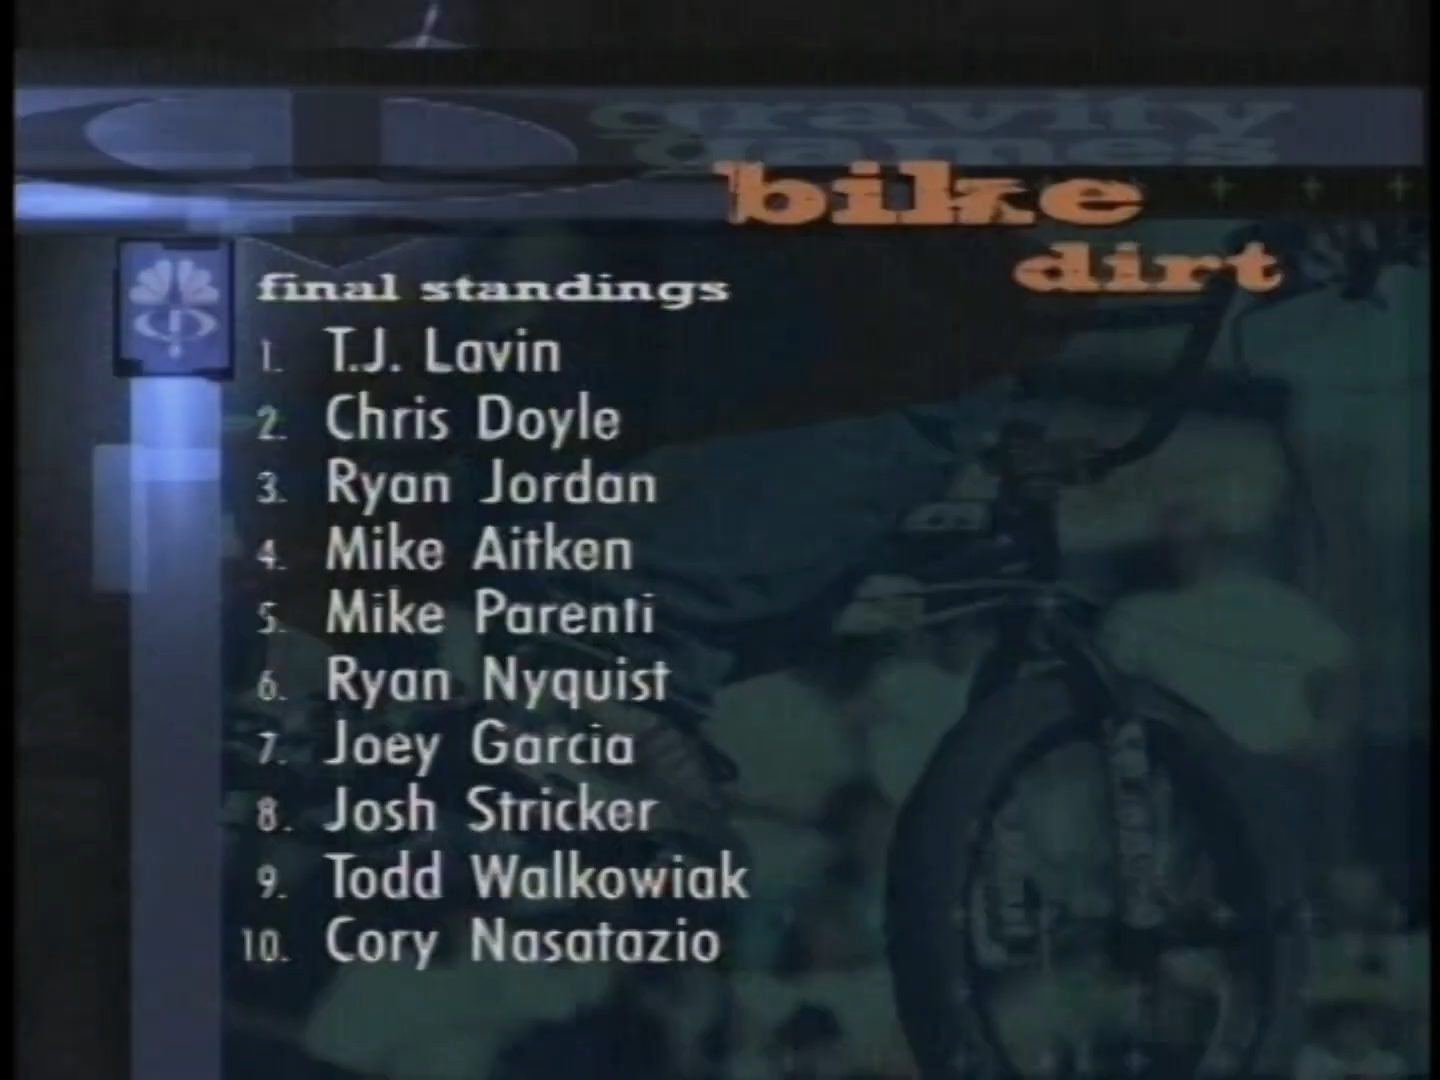 gravity
games
bike
dirt
final standings
1. T.J. Lavin
2. Chris Doyle
3. Ryan Jordan
4. Mike Aitken
5. Mike Parenti
6. Ryan Nyquist
7. Joey Garcia
8. Josh Stricker
9. Todd Walkowiak
10. Cory Nasatazio